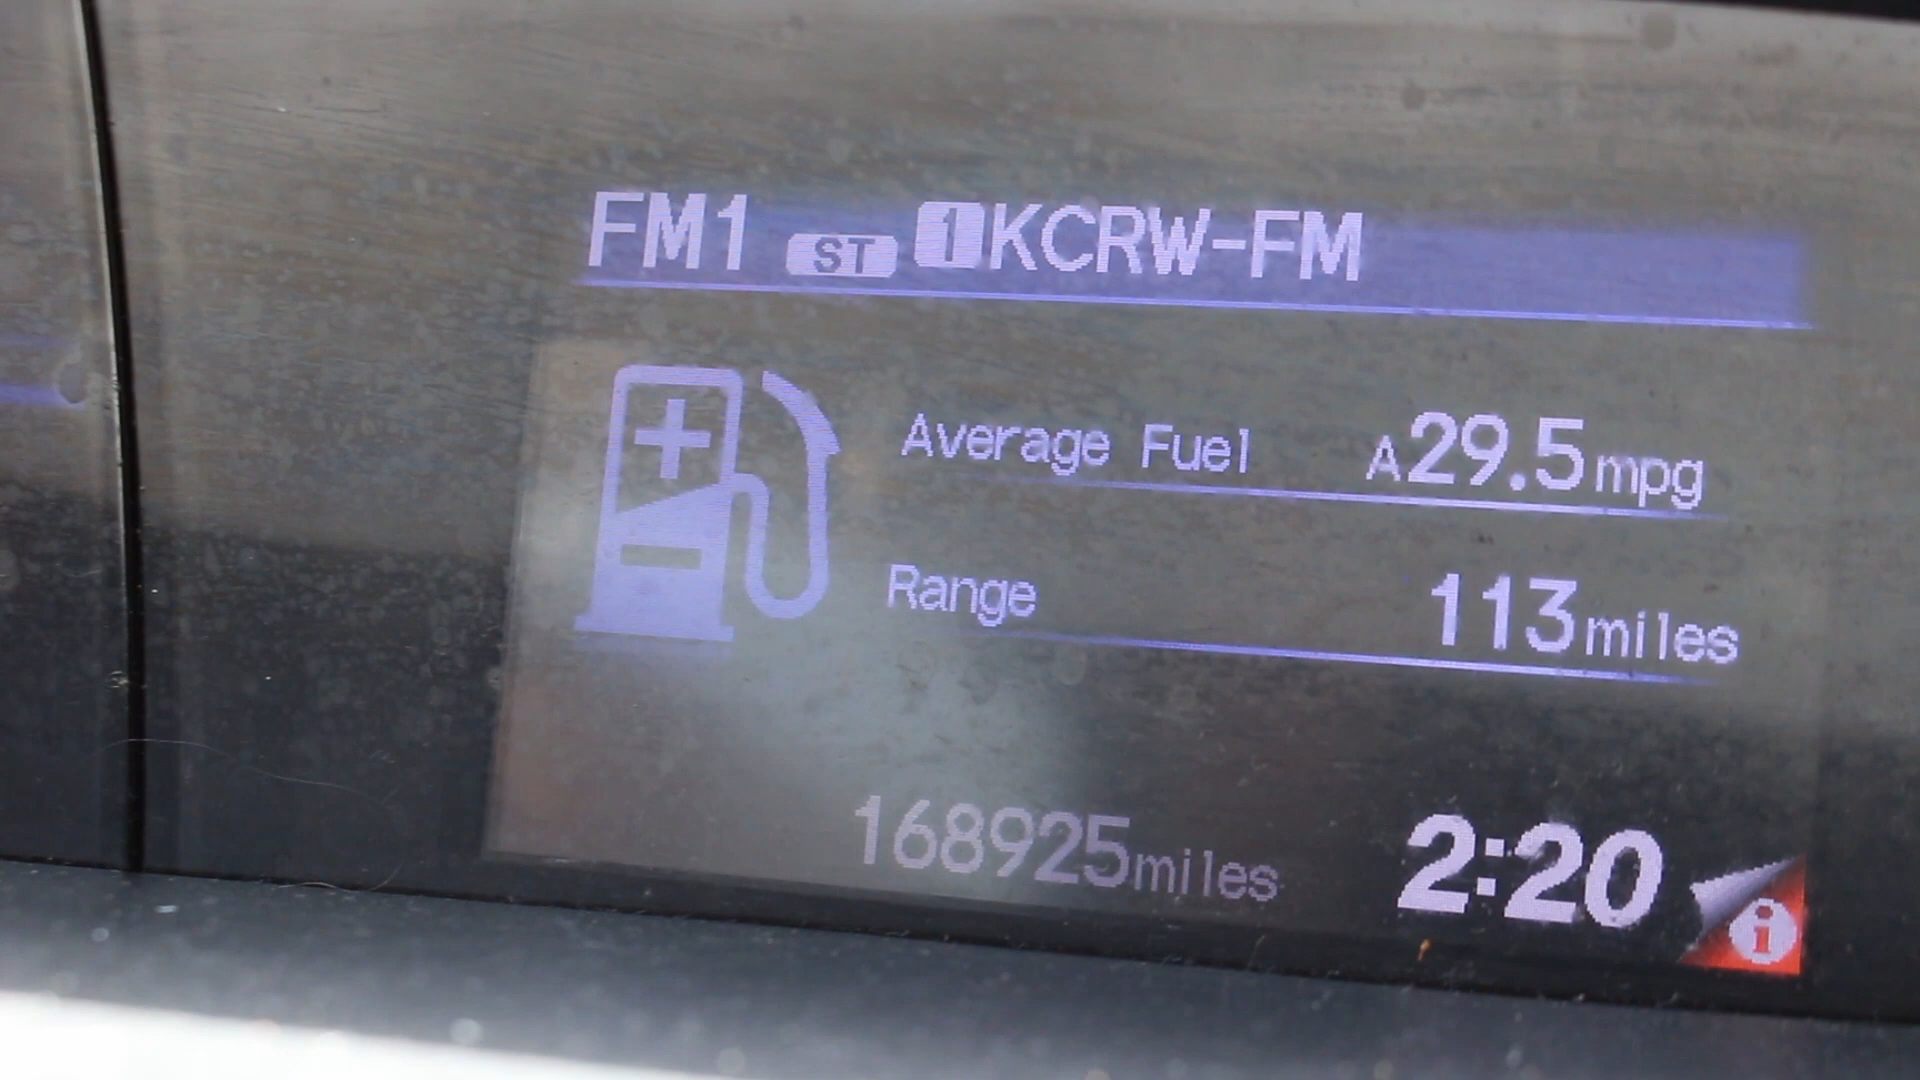 FM1 ST 1 KCRW-FM
Average Fuel A29.5mpg
Range 113miles
168925miles 2:20
i